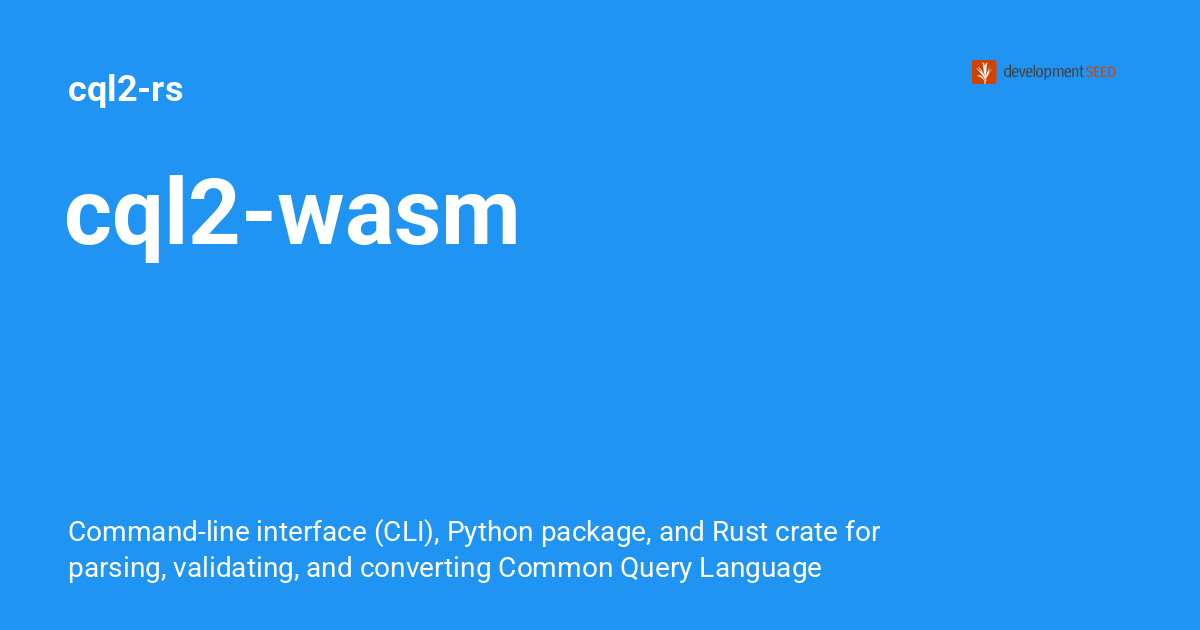 cql2-rs
developmentSEED
cql2-wasm
Command-line interface (CLI), Python package, and Rust crate for
parsing, validating, and converting Common Query Language